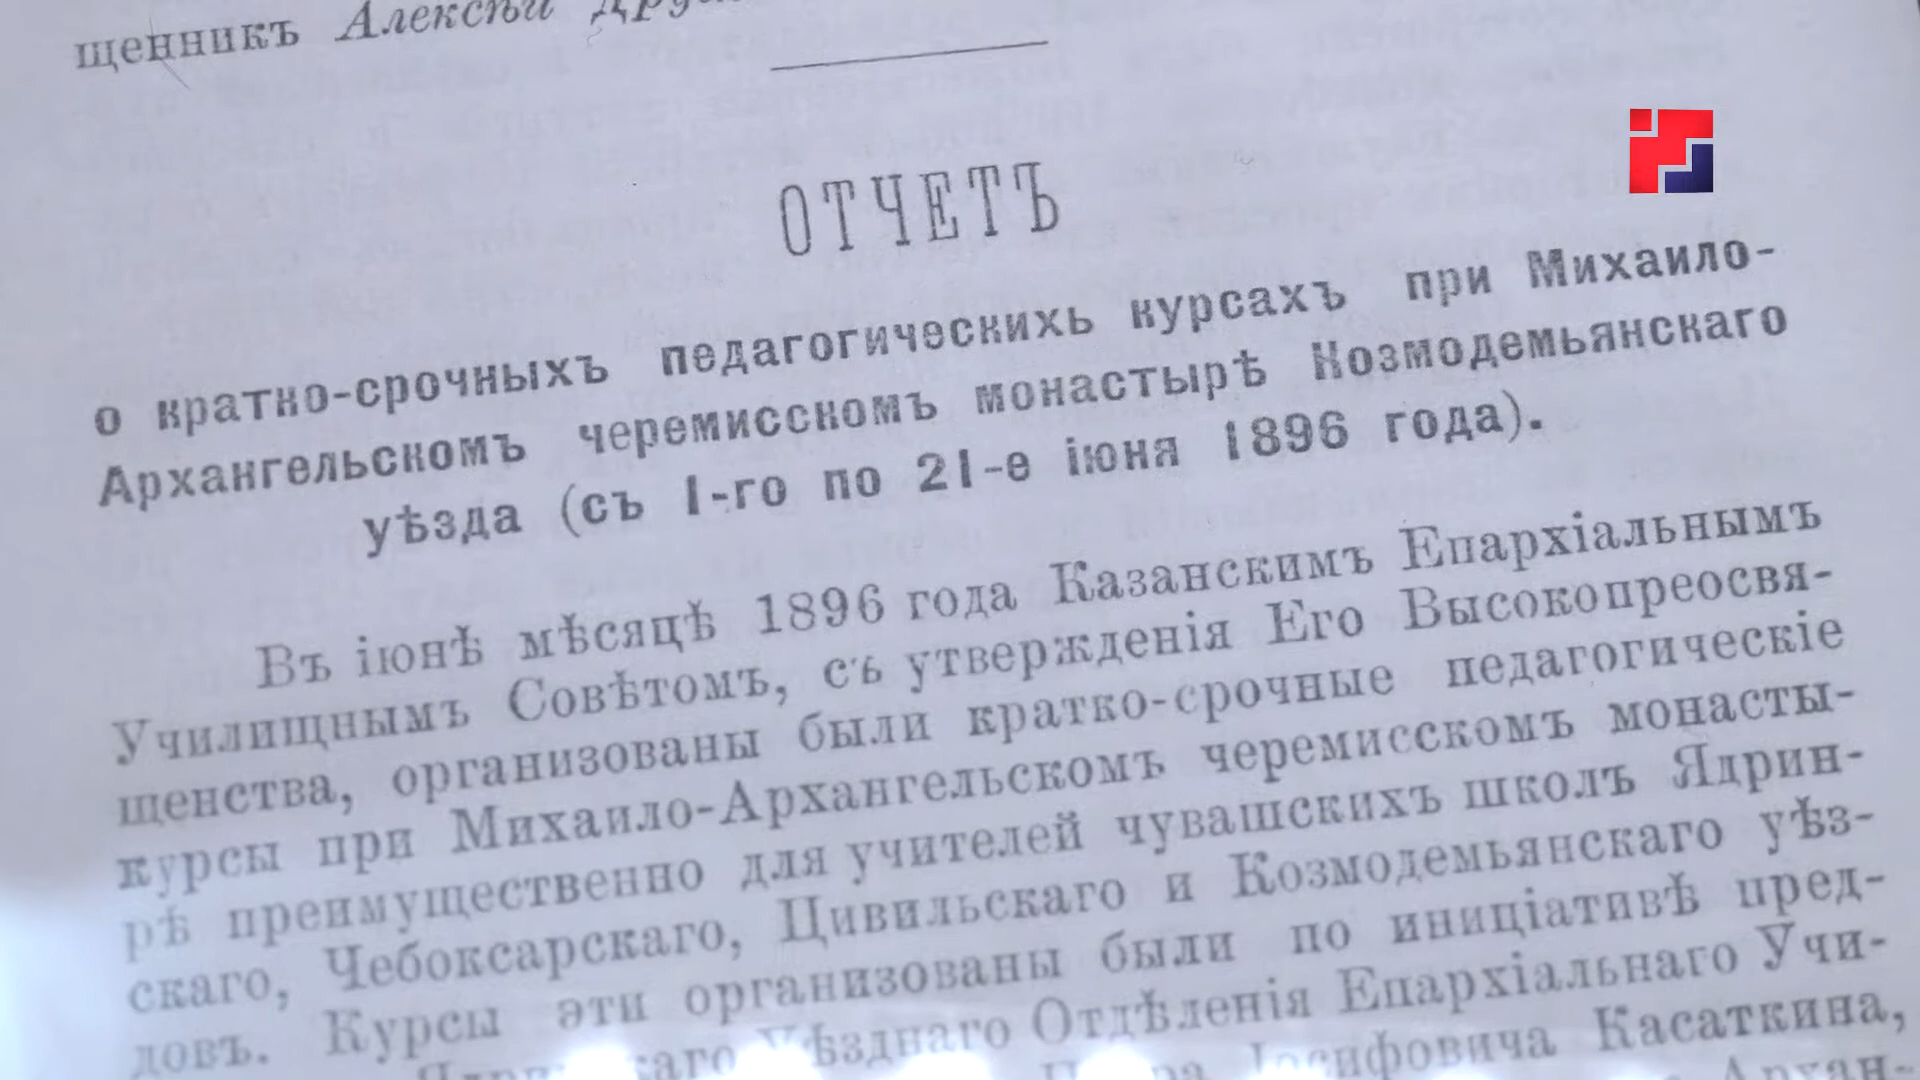 щенникъ Алексѣй
ОТЧЕТЪ
о кратко-срочныхъ педагогическихь курсахъ при Михаило-
Архангельскомъ черемисскомъ монастырѣ Козмодемьянскаго
уѣзда (съ 1-го по 21-е іюня 1896 года).
Въ іюнѣ мѣсяцѣ 1896 года Казанскимъ Епархіальнымъ
Училищнымъ Совѣтомъ, съ утвержденія Его Высокопреосвя-
щенства, организованы были кратко-срочные педагогическіе
курсы при Михаило-Архангельскомъ черемисскомъ монасты-
рѣ преимущественно для учителей чувашскихъ школъ Ядрин-
скаго, Чебоксарскаго, Цивильскаго и Козмодемьянскаго уѣз-
довъ. Курсы эти организованы были по иниціативѣ пред-
Уѣзднаго Отдѣленія Епархіальнаго Учи-
Іосифовича Касаткина,